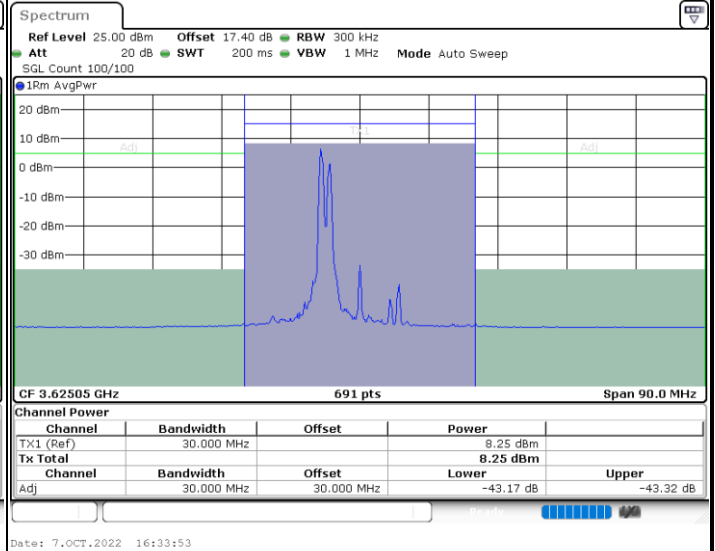 Spectrum
Ref Level 25.00 dBm Offset 17.40 dB RBW 300 kHz
Att 20 dB SWT 200 ms VBW 1 MHz Mode Auto Sweep
SGL Count 100/100
1Rm AvgPwr
20 dBm
TX1
10 dBm
Adj Adj
0 dBm
-10 dBm
-20 dBm
-30 dBm
CF 3.62505 GHz 691 pts Span 90.0 MHz
Channel Power
Channel Bandwidth Offset Power
TX1 (Ref) 30.000 MHz 8.25 dBm
Tx Total 8.25 dBm
Channel Bandwidth Offset Lower Upper
Adj 30.000 MHz 30.000 MHz -43.17 dB -43.32 dB
Ready
Date: 7.OCT.2022 16:33:53